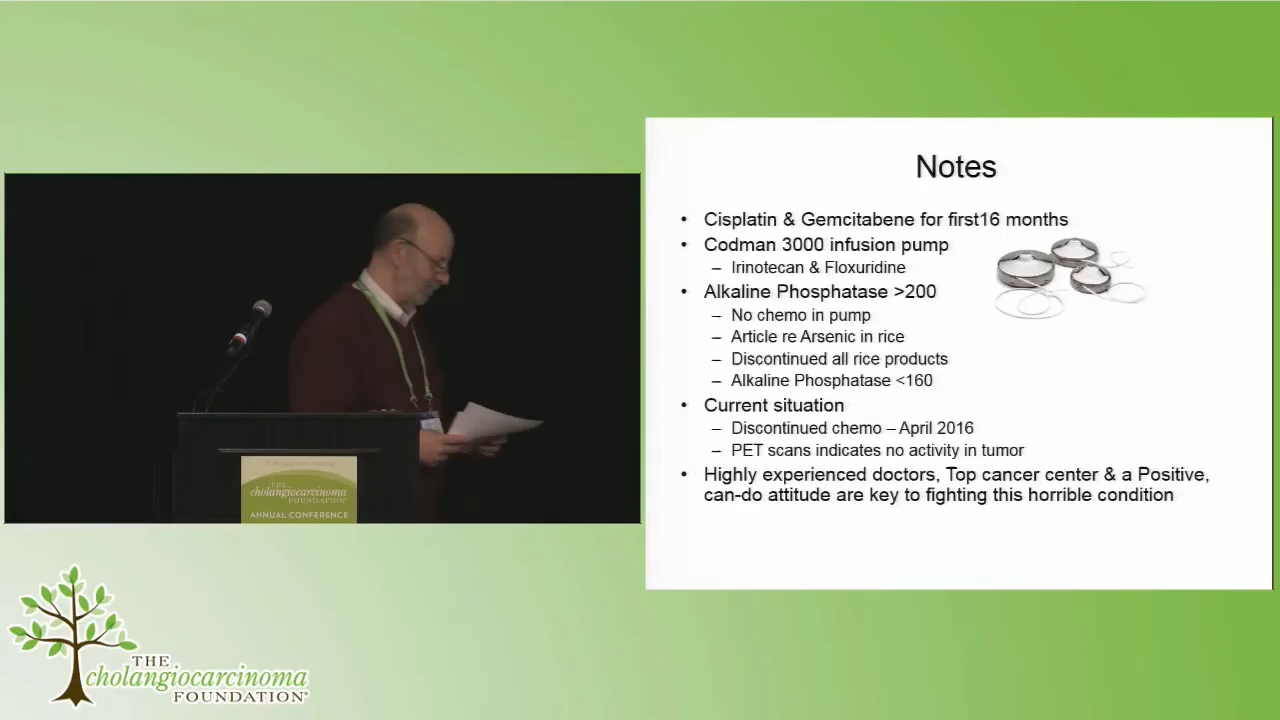 Notes
• Cisplatin & Gemcitabene for first16 months
• Codman 3000 infusion pump
– Irinotecan & Floxuridine
• Alkaline Phosphatase >200
– No chemo in pump
– Article re Arsenic in rice
– Discontinued all rice products
– Alkaline Phosphatase <160
• Current situation
– Discontinued chemo – April 2016
– PET scans indicates no activity in tumor
• Highly experienced doctors, Top cancer center & a Positive,
can-do attitude are key to fighting this horrible condition
THE
cholangiocarcinoma
FOUNDATION
ANNUAL CONFERENCE
THE
cholangiocarcinoma
FOUNDATION®